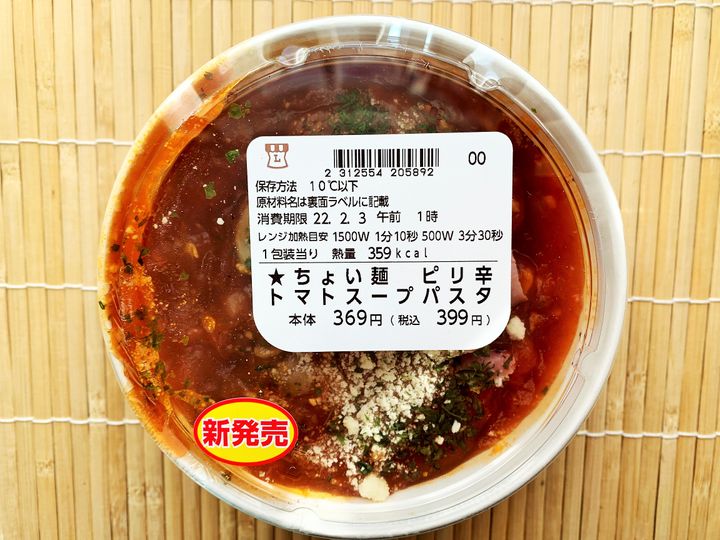 L
2 312554 205892 00
保存方法 10℃以下
原材料名は裏面ラベルに記載
消費期限 22. 2. 3 午前 1時
レンジ加熱目安 1500W 1分10秒 500W 3分30秒
1包装当り 熱量 359kcal
★ちょい麺 ピリ辛
トマトスープパスタ
本体 369円(税込 399円)
新発売